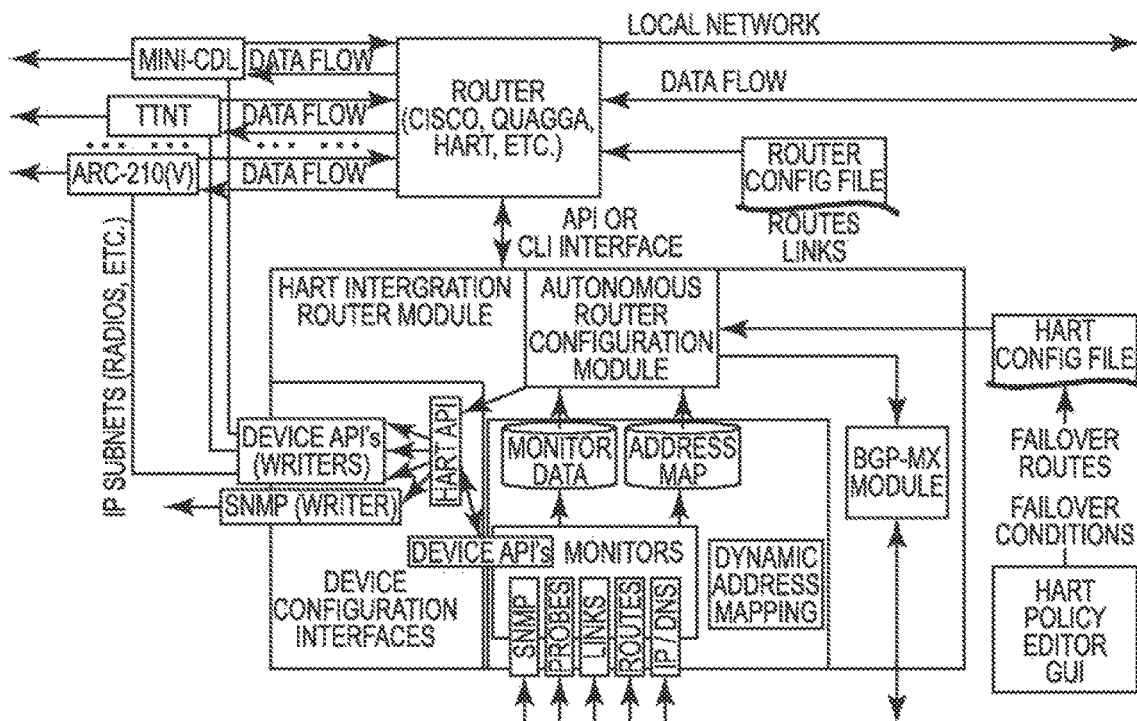 LOCAL NETWORK
MINI-CDL
DATA FLOW
TTNT
DATA FLOW
... ...
... ...
ARC-210(V)
DATA FLOW
ROUTER
(CISCO, QUAGGA,
HART, ETC.)
DATA FLOW
ROUTER
CONFIG FILE
ROUTES
LINKS
API OR
CLI INTERFACE
IP SUBNETS (RADIOS, ETC.)
HART INTERGRATION
ROUTER MODULE
AUTONOMOUS
ROUTER
CONFIGURATION
MODULE
HART
CONFIG FILE
DEVICE API's
(WRITERS)
HART API
SNMP (WRITER)
MONITOR
DATA
ADDRESS
MAP
BGP-MX
MODULE
FAILOVER
ROUTES
FAILOVER
CONDITIONS
DEVICE API's
MONITORS
DYNAMIC
ADDRESS
MAPPING
DEVICE
CONFIGURATION
INTERFACES
SNMP
PROBES
LINKS
ROUTES
IP / DNS
HART
POLICY
EDITOR
GUI